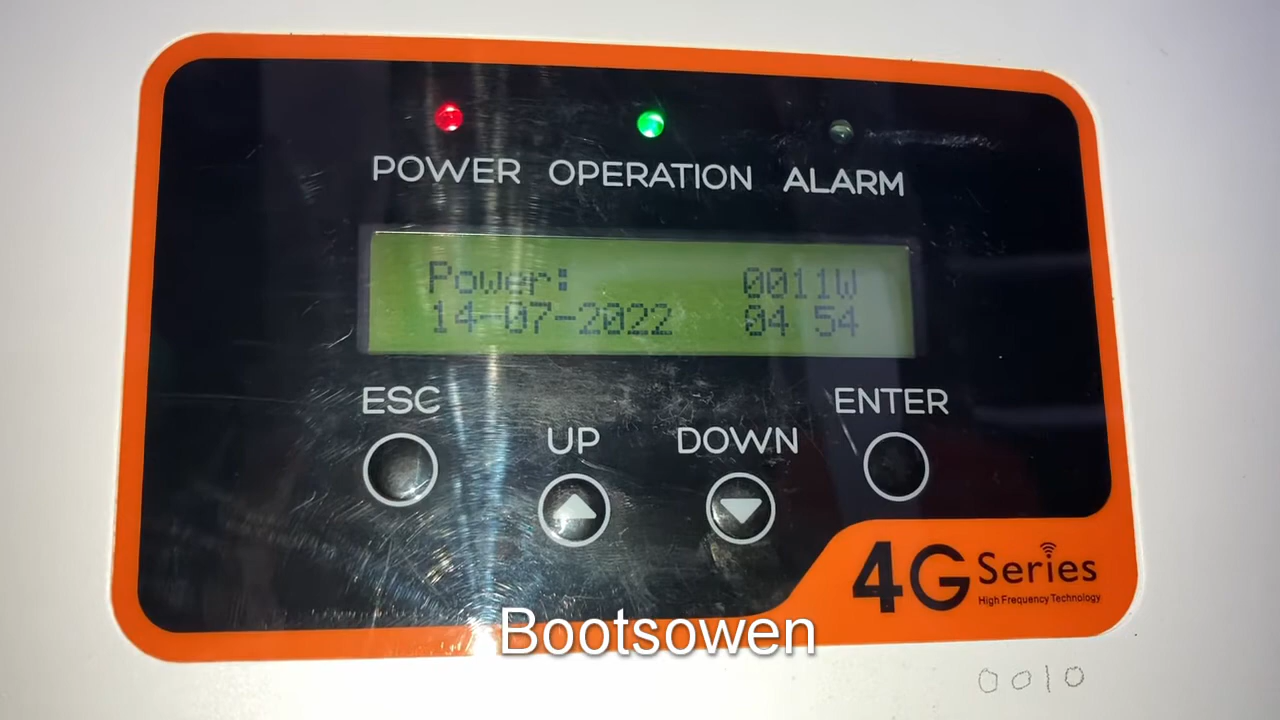 POWER OPERATION ALARM
Power: 0011W
14-07-2022 04 54
ESC
ENTER
UP
DOWN
4G Series
High Frequency Technology
Bootsowen
0010